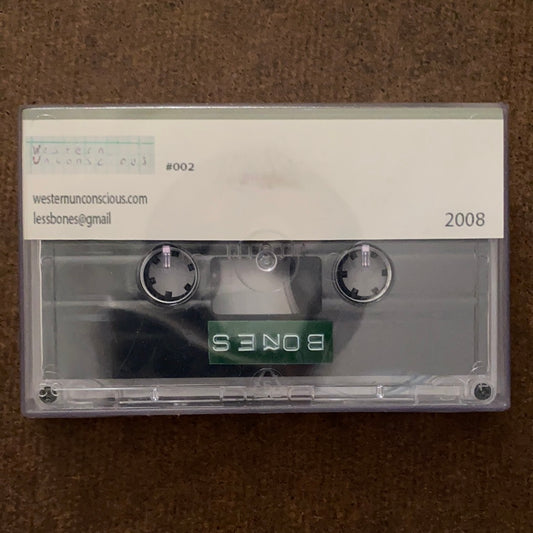 Western
Unconscious
#002
westernunconscious.com
lessbones@gmail
2008
BONES